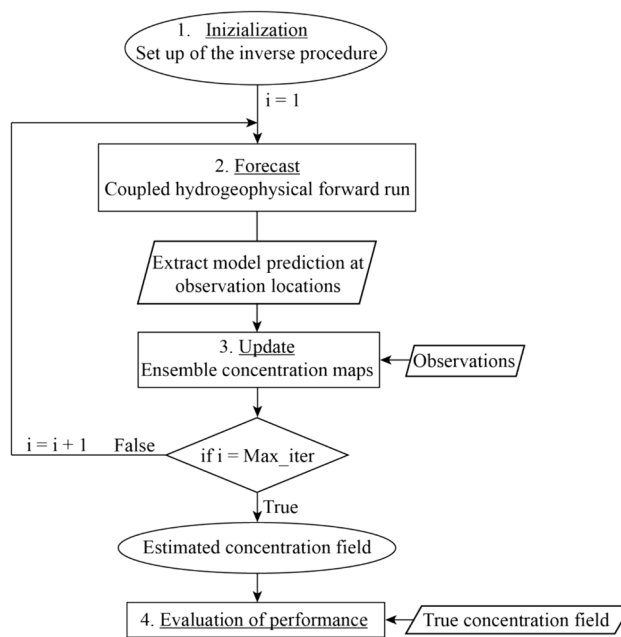 1. Inizialization
Set up of the inverse procedure
i = 1
2. Forecast
Coupled hydrogeophysical forward run
Extract model prediction at
observation locations
3. Update
Ensemble concentration maps
Observations
i = i + 1 False
if i = Max_iter
True
Estimated concentration field
4. Evaluation of performance
True concentration field